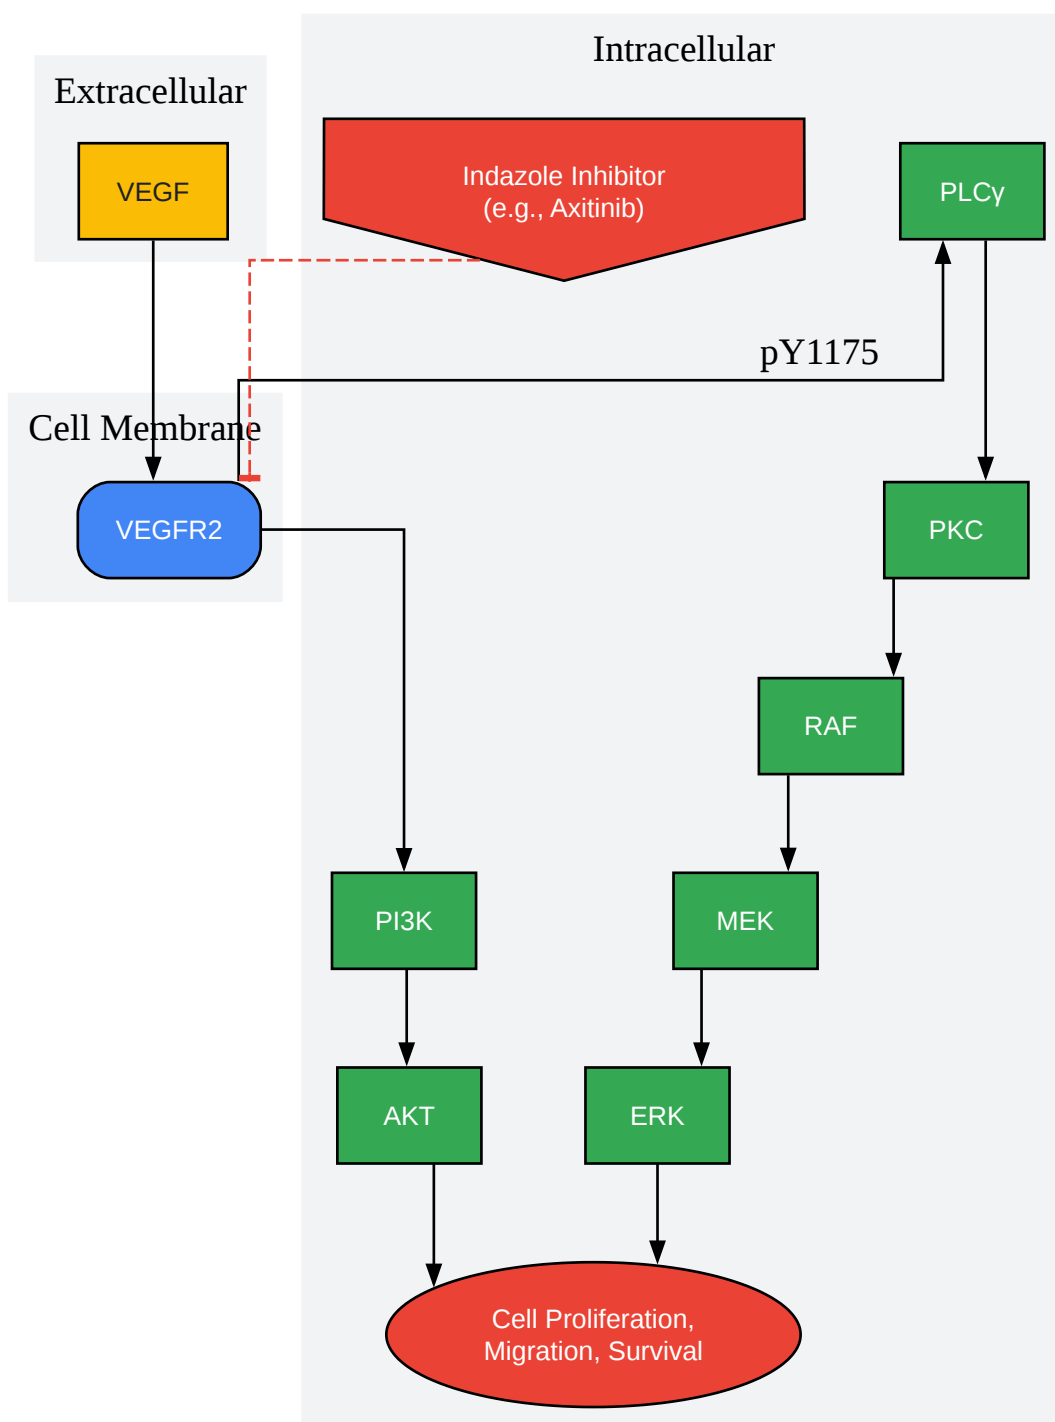 Intracellular
Extracellular
VEGF
Indazole Inhibitor
(e.g., Axitinib)
PLCγ
pY1175
Cell Membrane
VEGFR2
PKC
RAF
PI3K
MEK
AKT
ERK
Cell Proliferation,
Migration, Survival